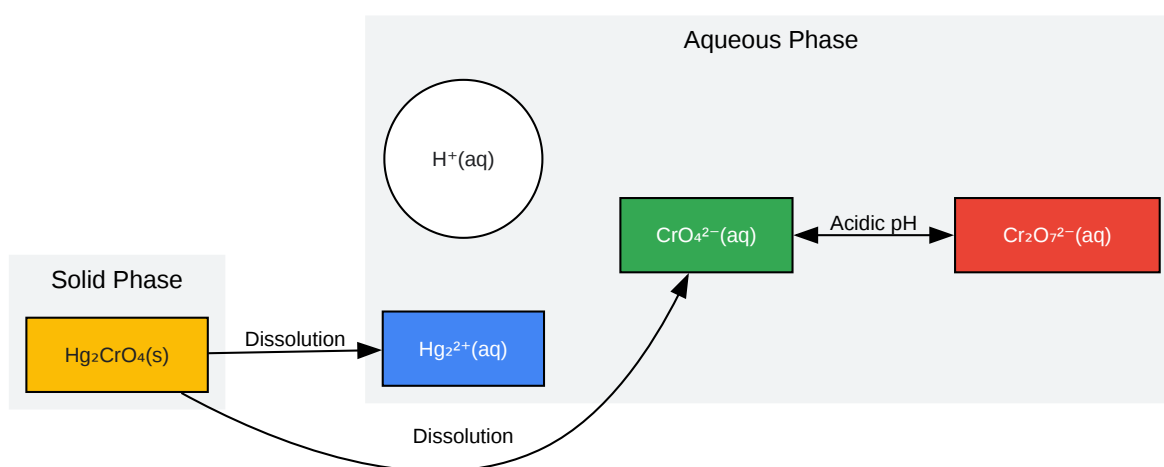 Aqueous Phase
H⁺(aq)
CrO₄²⁻(aq)
Acidic pH
Cr₂O₇²⁻(aq)
Solid Phase
Hg₂CrO₄(s)
Dissolution
Hg₂²⁺(aq)
Dissolution